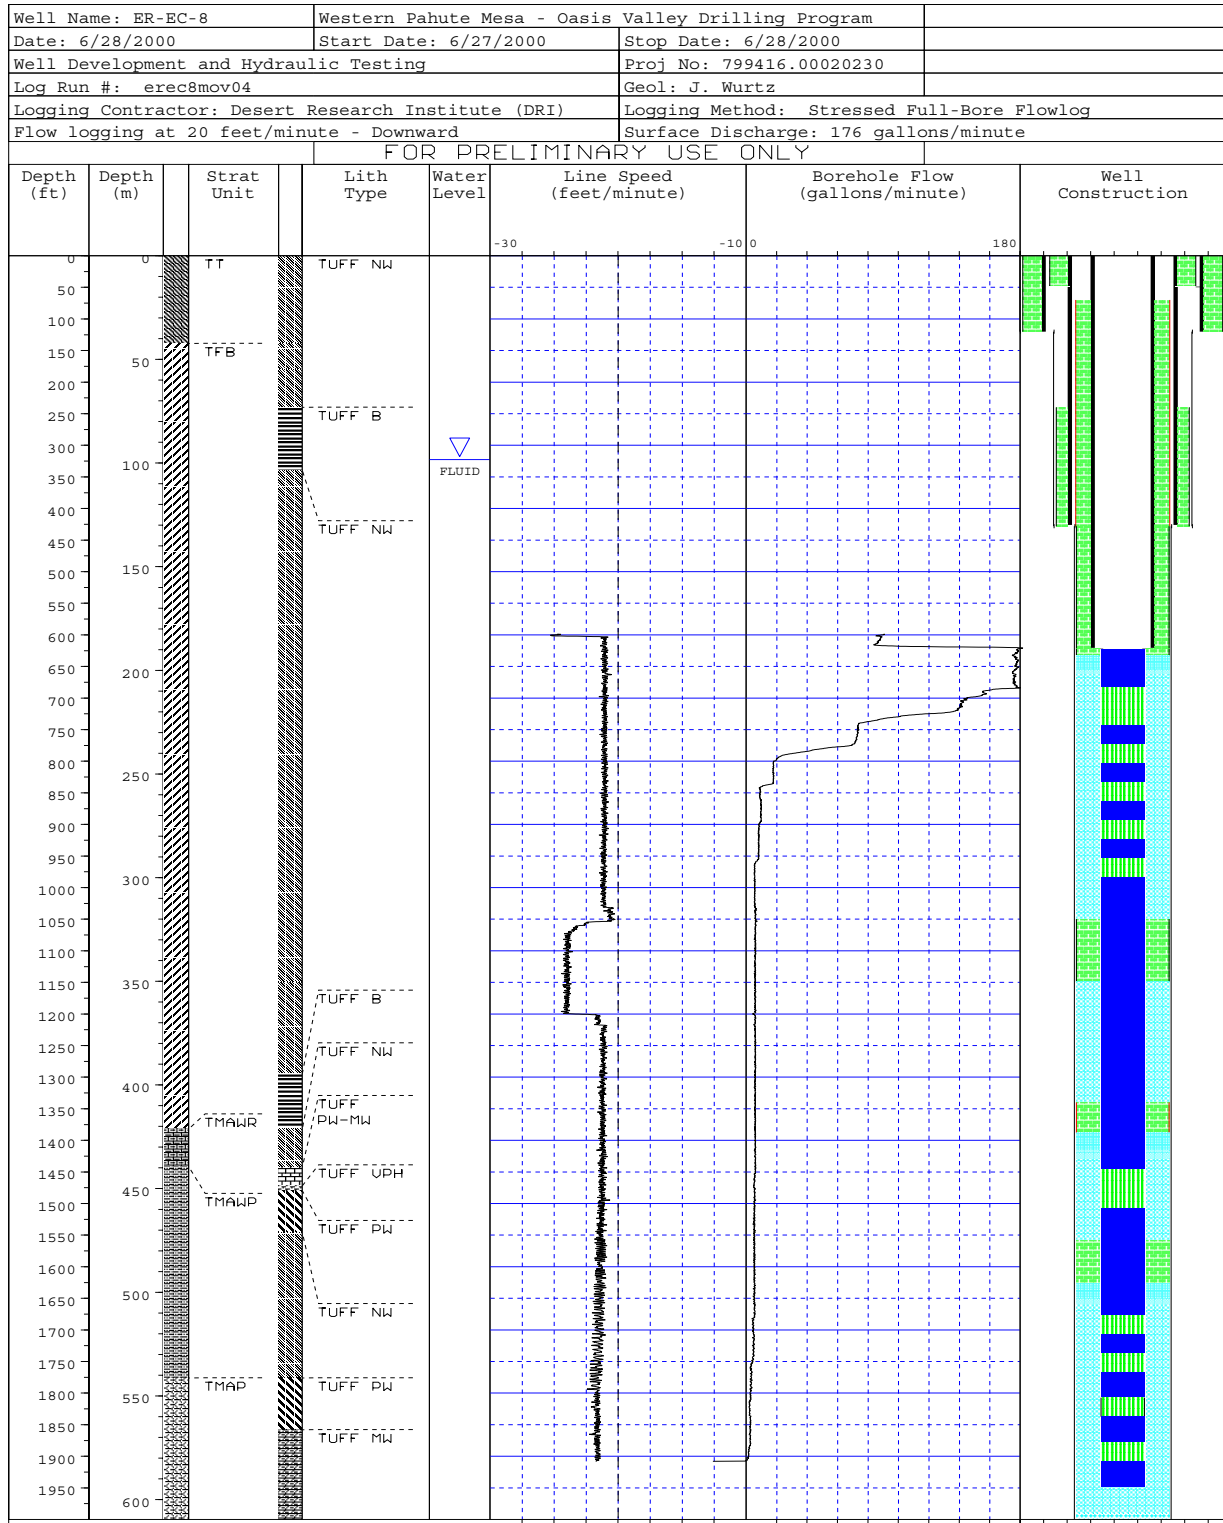 Well Name: ER-EC-8 Western Pahute Mesa - Oasis Valley Drilling Program
Date: 6/28/2000 Start Date: 6/27/2000 Stop Date: 6/28/2000
Well Development and Hydraulic Testing Proj No: 799416.00020230
Log Run #: erec8mov04 Geol: J. Wurtz
Logging Contractor: Desert Research Institute (DRI) Logging Method: Stressed Full-Bore Flowlog
Flow logging at 20 feet/minute - Downward Surface Discharge: 176 gallons/minute
FOR PRELIMINARY USE ONLY
Depth Depth Strat Lith Water Line Speed Borehole Flow Well
(ft) (m) Unit Type Level (feet/minute) (gallons/minute) Construction
-30 -10 0 180
0 0 TT TUFF NW
50
100
150 50 TFB
200
250 TUFF B
300
100
350 FLUID
400
TUFF NW
450
500 150
550
600
650 200
700
750
800 250
850
900
950
1000 300
1050
1100
1150 350
TUFF B
1200
1250 TUFF NW
1300 400
1350 TUFF
TMAWR PW-MW
1400
1450 TUFF VPH
450
1500 TMAWP
1550 TUFF PW
1600
1650 500
1700 TUFF NW
1750
1800 550 TMAP TUFF PW
1850
TUFF MW
1900
1950
600